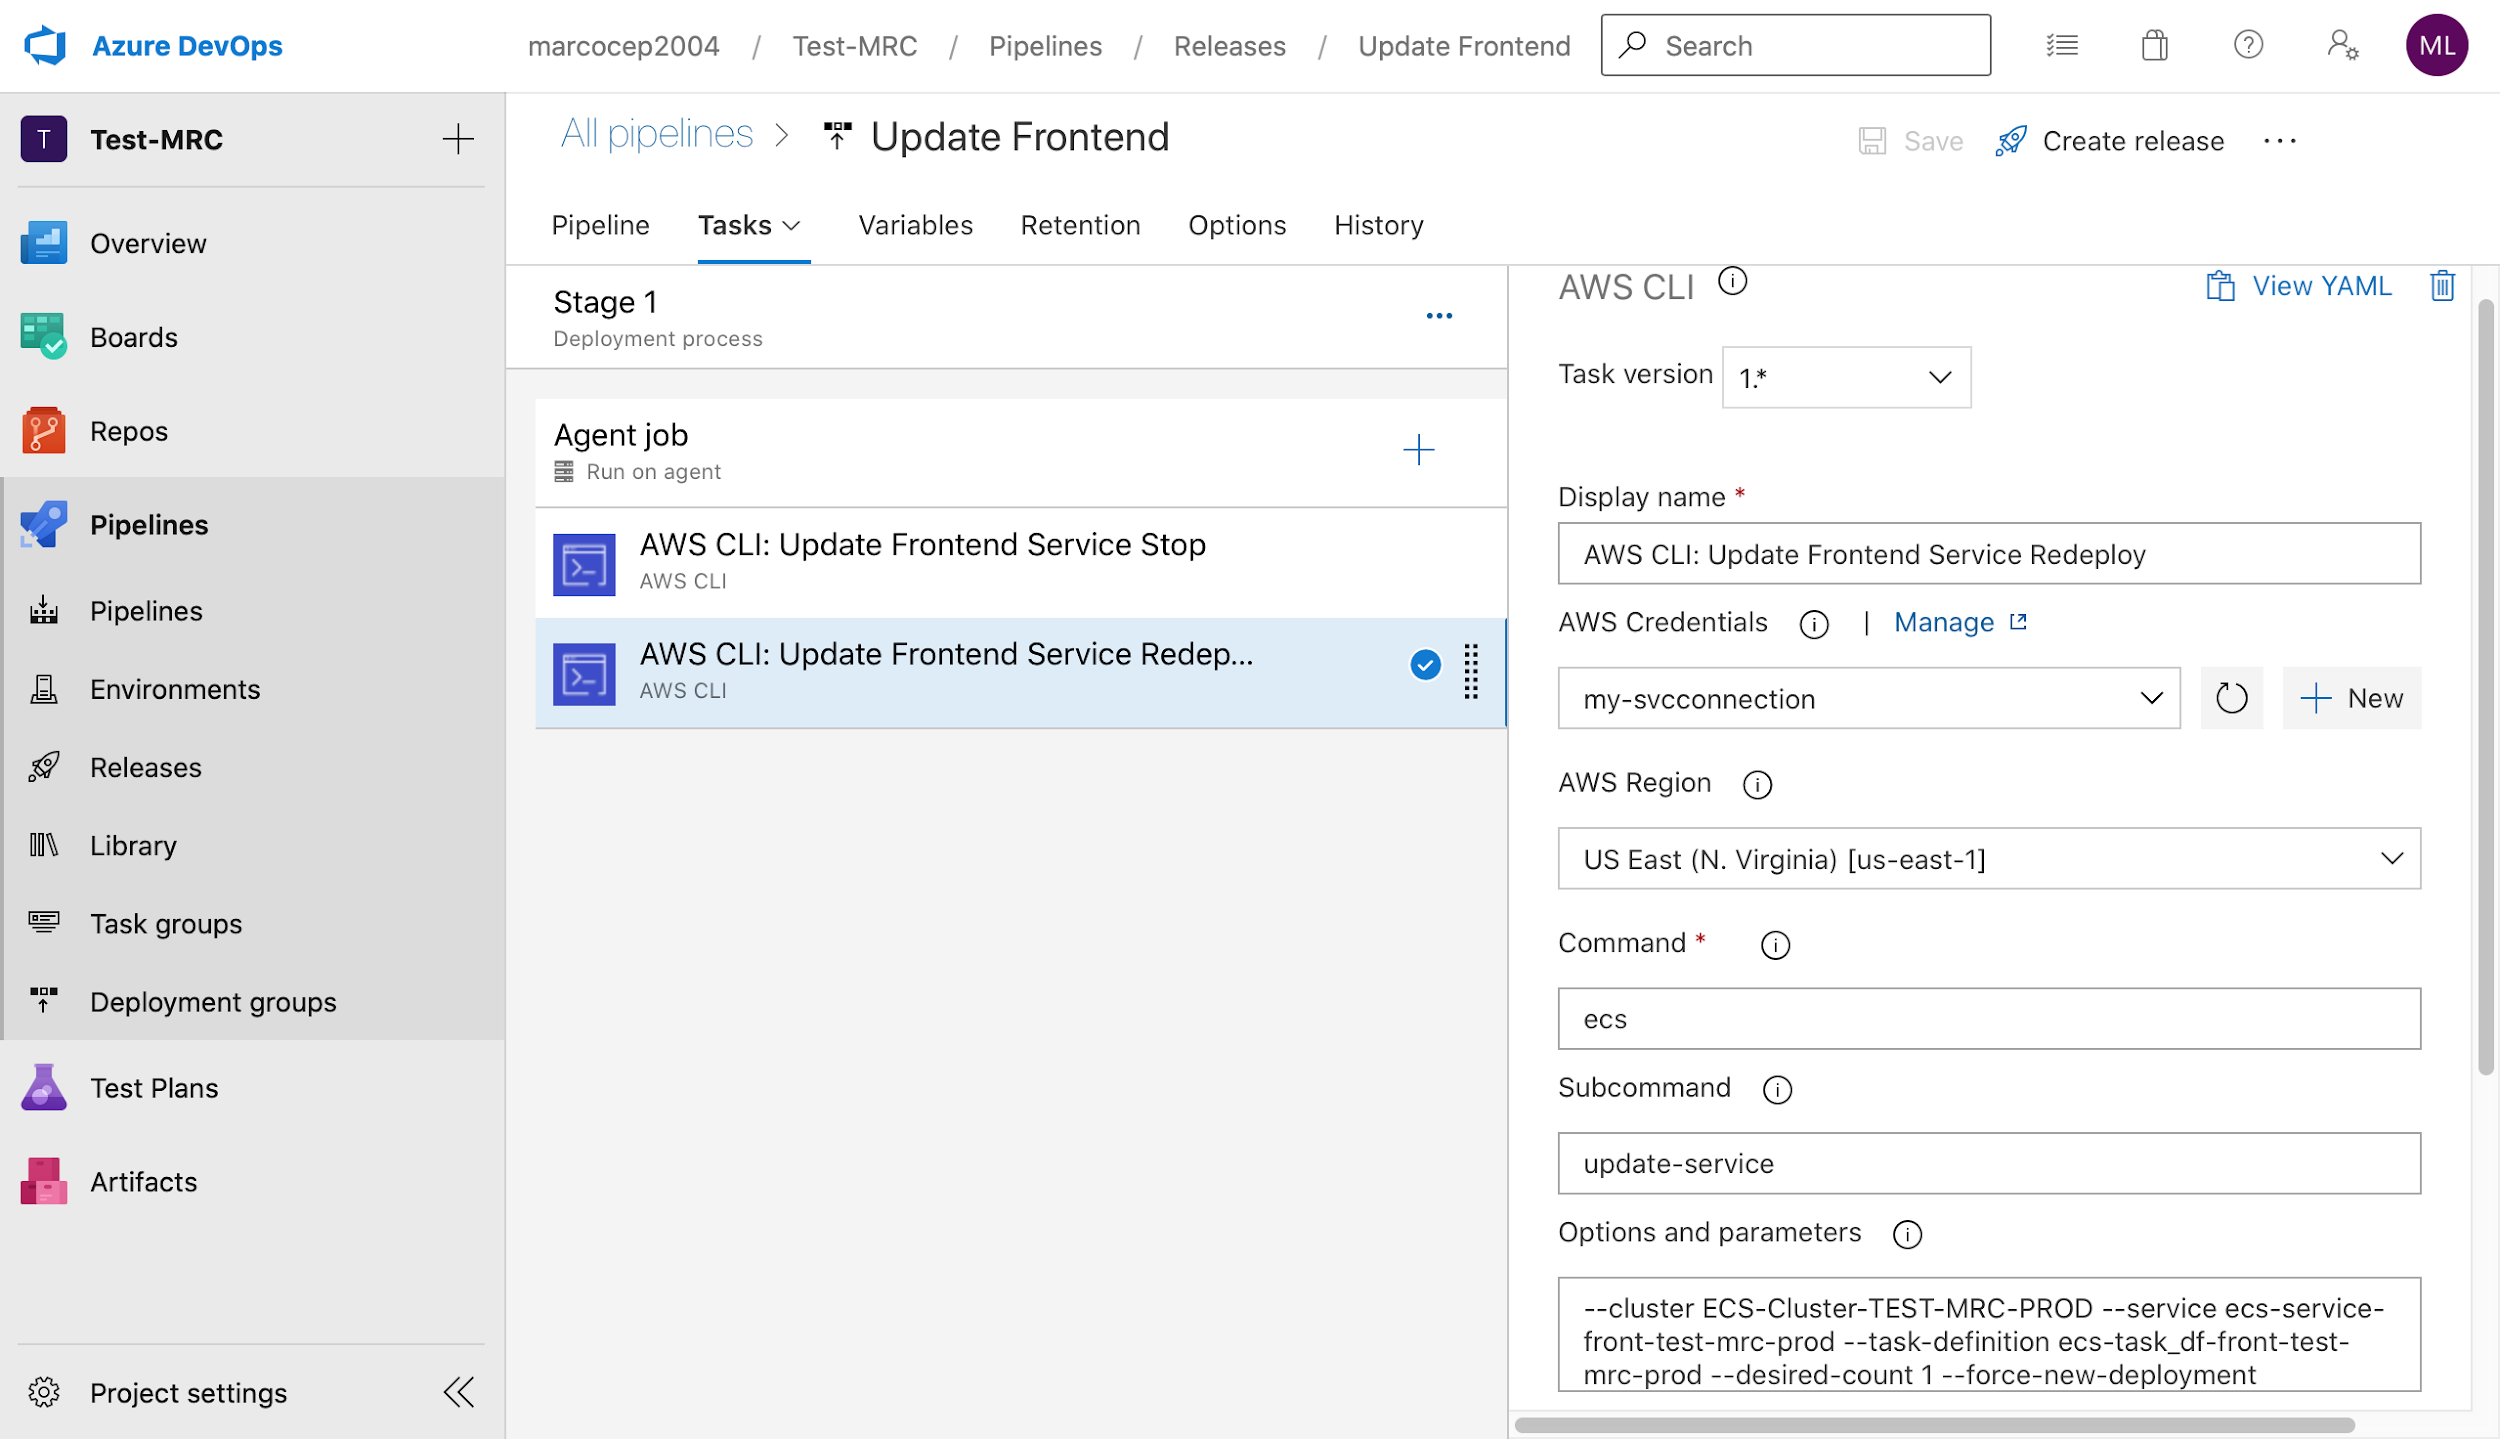 Azure DevOps
marcocep2004 / Test-MRC / Pipelines / Releases / Update Frontend
Search
ML
T
Test-MRC
Overview
Boards
Repos
Pipelines
Pipelines
Environments
Releases
Library
Task groups
Deployment groups
Test Plans
Artifacts
Project settings
All pipelines > Update Frontend
Save
Create release
...
Pipeline
Tasks
Variables
Retention
Options
History
Stage 1
Deployment process
...
Agent job
Run on agent
AWS CLI: Update Frontend Service Stop
AWS CLI
AWS CLI: Update Frontend Service Redep...
AWS CLI
AWS CLI
View YAML
Task version
1.*
Display name *
AWS CLI: Update Frontend Service Redeploy
AWS Credentials | Manage
my-svcconnection
New
AWS Region
US East (N. Virginia) [us-east-1]
Command *
ecs
Subcommand
update-service
Options and parameters
--cluster ECS-Cluster-TEST-MRC-PROD --service ecs-service-
front-test-mrc-prod --task-definition ecs-task_df-front-test-
mrc-prod --desired-count 1 --force-new-deployment